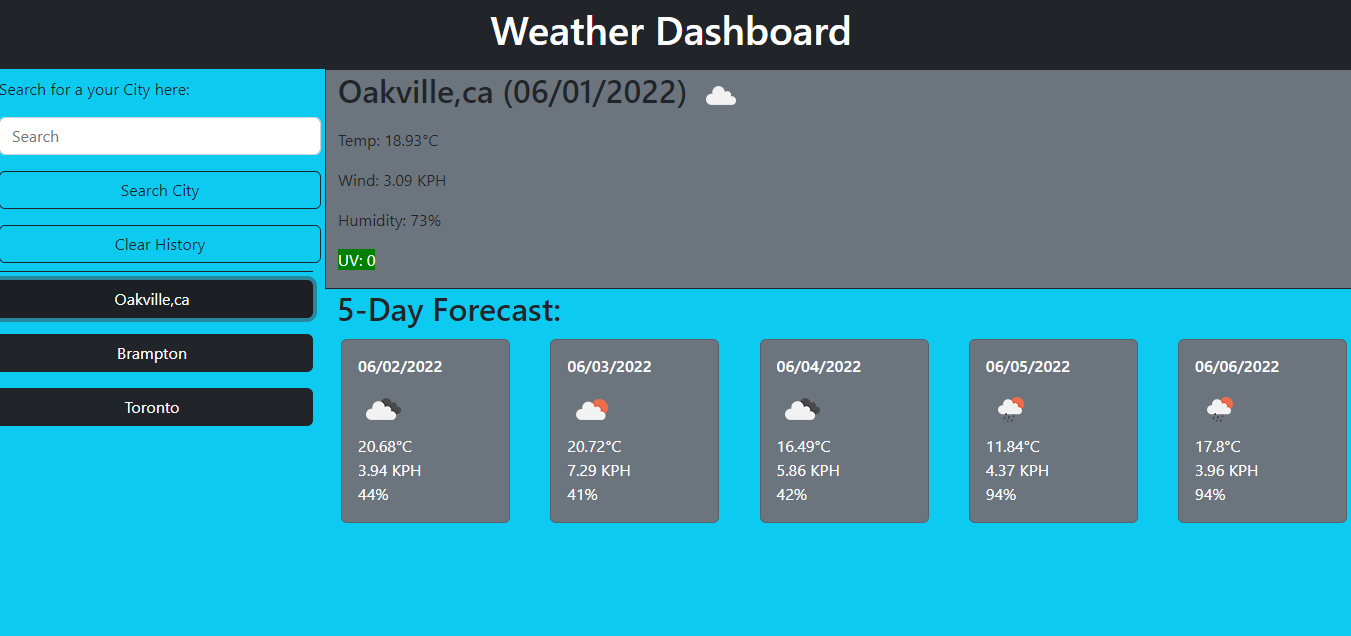 Weather Dashboard
Search for a your City here:
Search
Search City
Clear History
Oakville,ca
Brampton
Toronto
Oakville,ca (06/01/2022)
Temp: 18.93°C
Wind: 3.09 KPH
Humidity: 73%
UV: 0
5-Day Forecast:
06/02/2022
20.68°C
3.94 KPH
44%
06/03/2022
20.72°C
7.29 KPH
41%
06/04/2022
16.49°C
5.86 KPH
42%
06/05/2022
11.84°C
4.37 KPH
94%
06/06/2022
17.8°C
3.96 KPH
94%